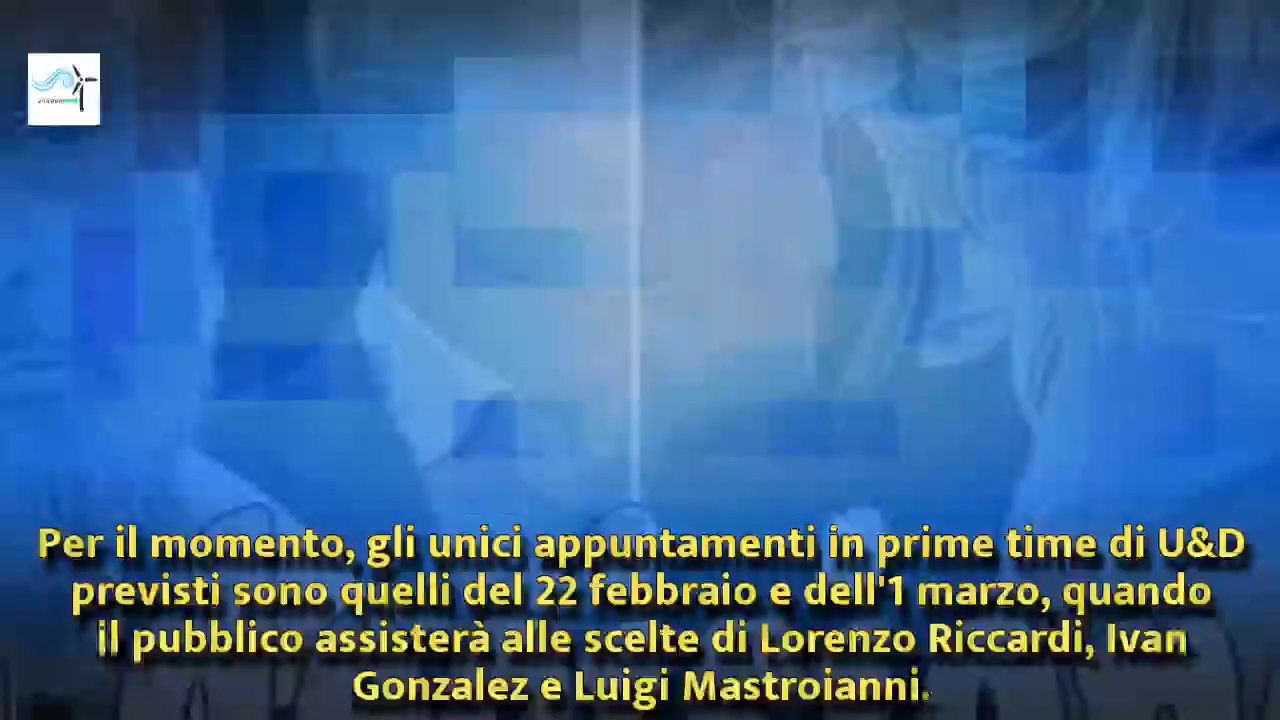 Per il momento, gli unici appuntamenti in prime time di U&D
previsti sono quelli del 22 febbraio e dell'1 marzo, quando
il pubblico assisterà alle scelte di Lorenzo Riccardi, Ivan
Gonzalez e Luigi Mastroianni.